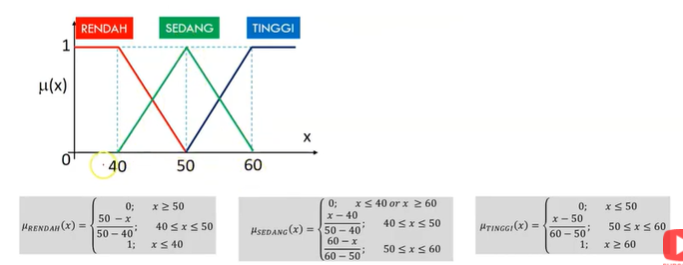 RENDAH SEDANG TINGGI
1
μ(x)
x
0 40 50 60
μRENDAH(x) = { 0; x ≥ 50
50 − x / 50 − 40; 40 ≤ x ≤ 50
1; x ≤ 40
μSEDANG(x) = { 0; x ≤ 40 or x ≥ 60
x − 40 / 50 − 40; 40 ≤ x ≤ 50
60 − x / 60 − 50; 50 ≤ x ≤ 60
μTINGGI(x) = { 0; x ≤ 50
x − 50 / 60 − 50; 50 ≤ x ≤ 60
1; x ≥ 60